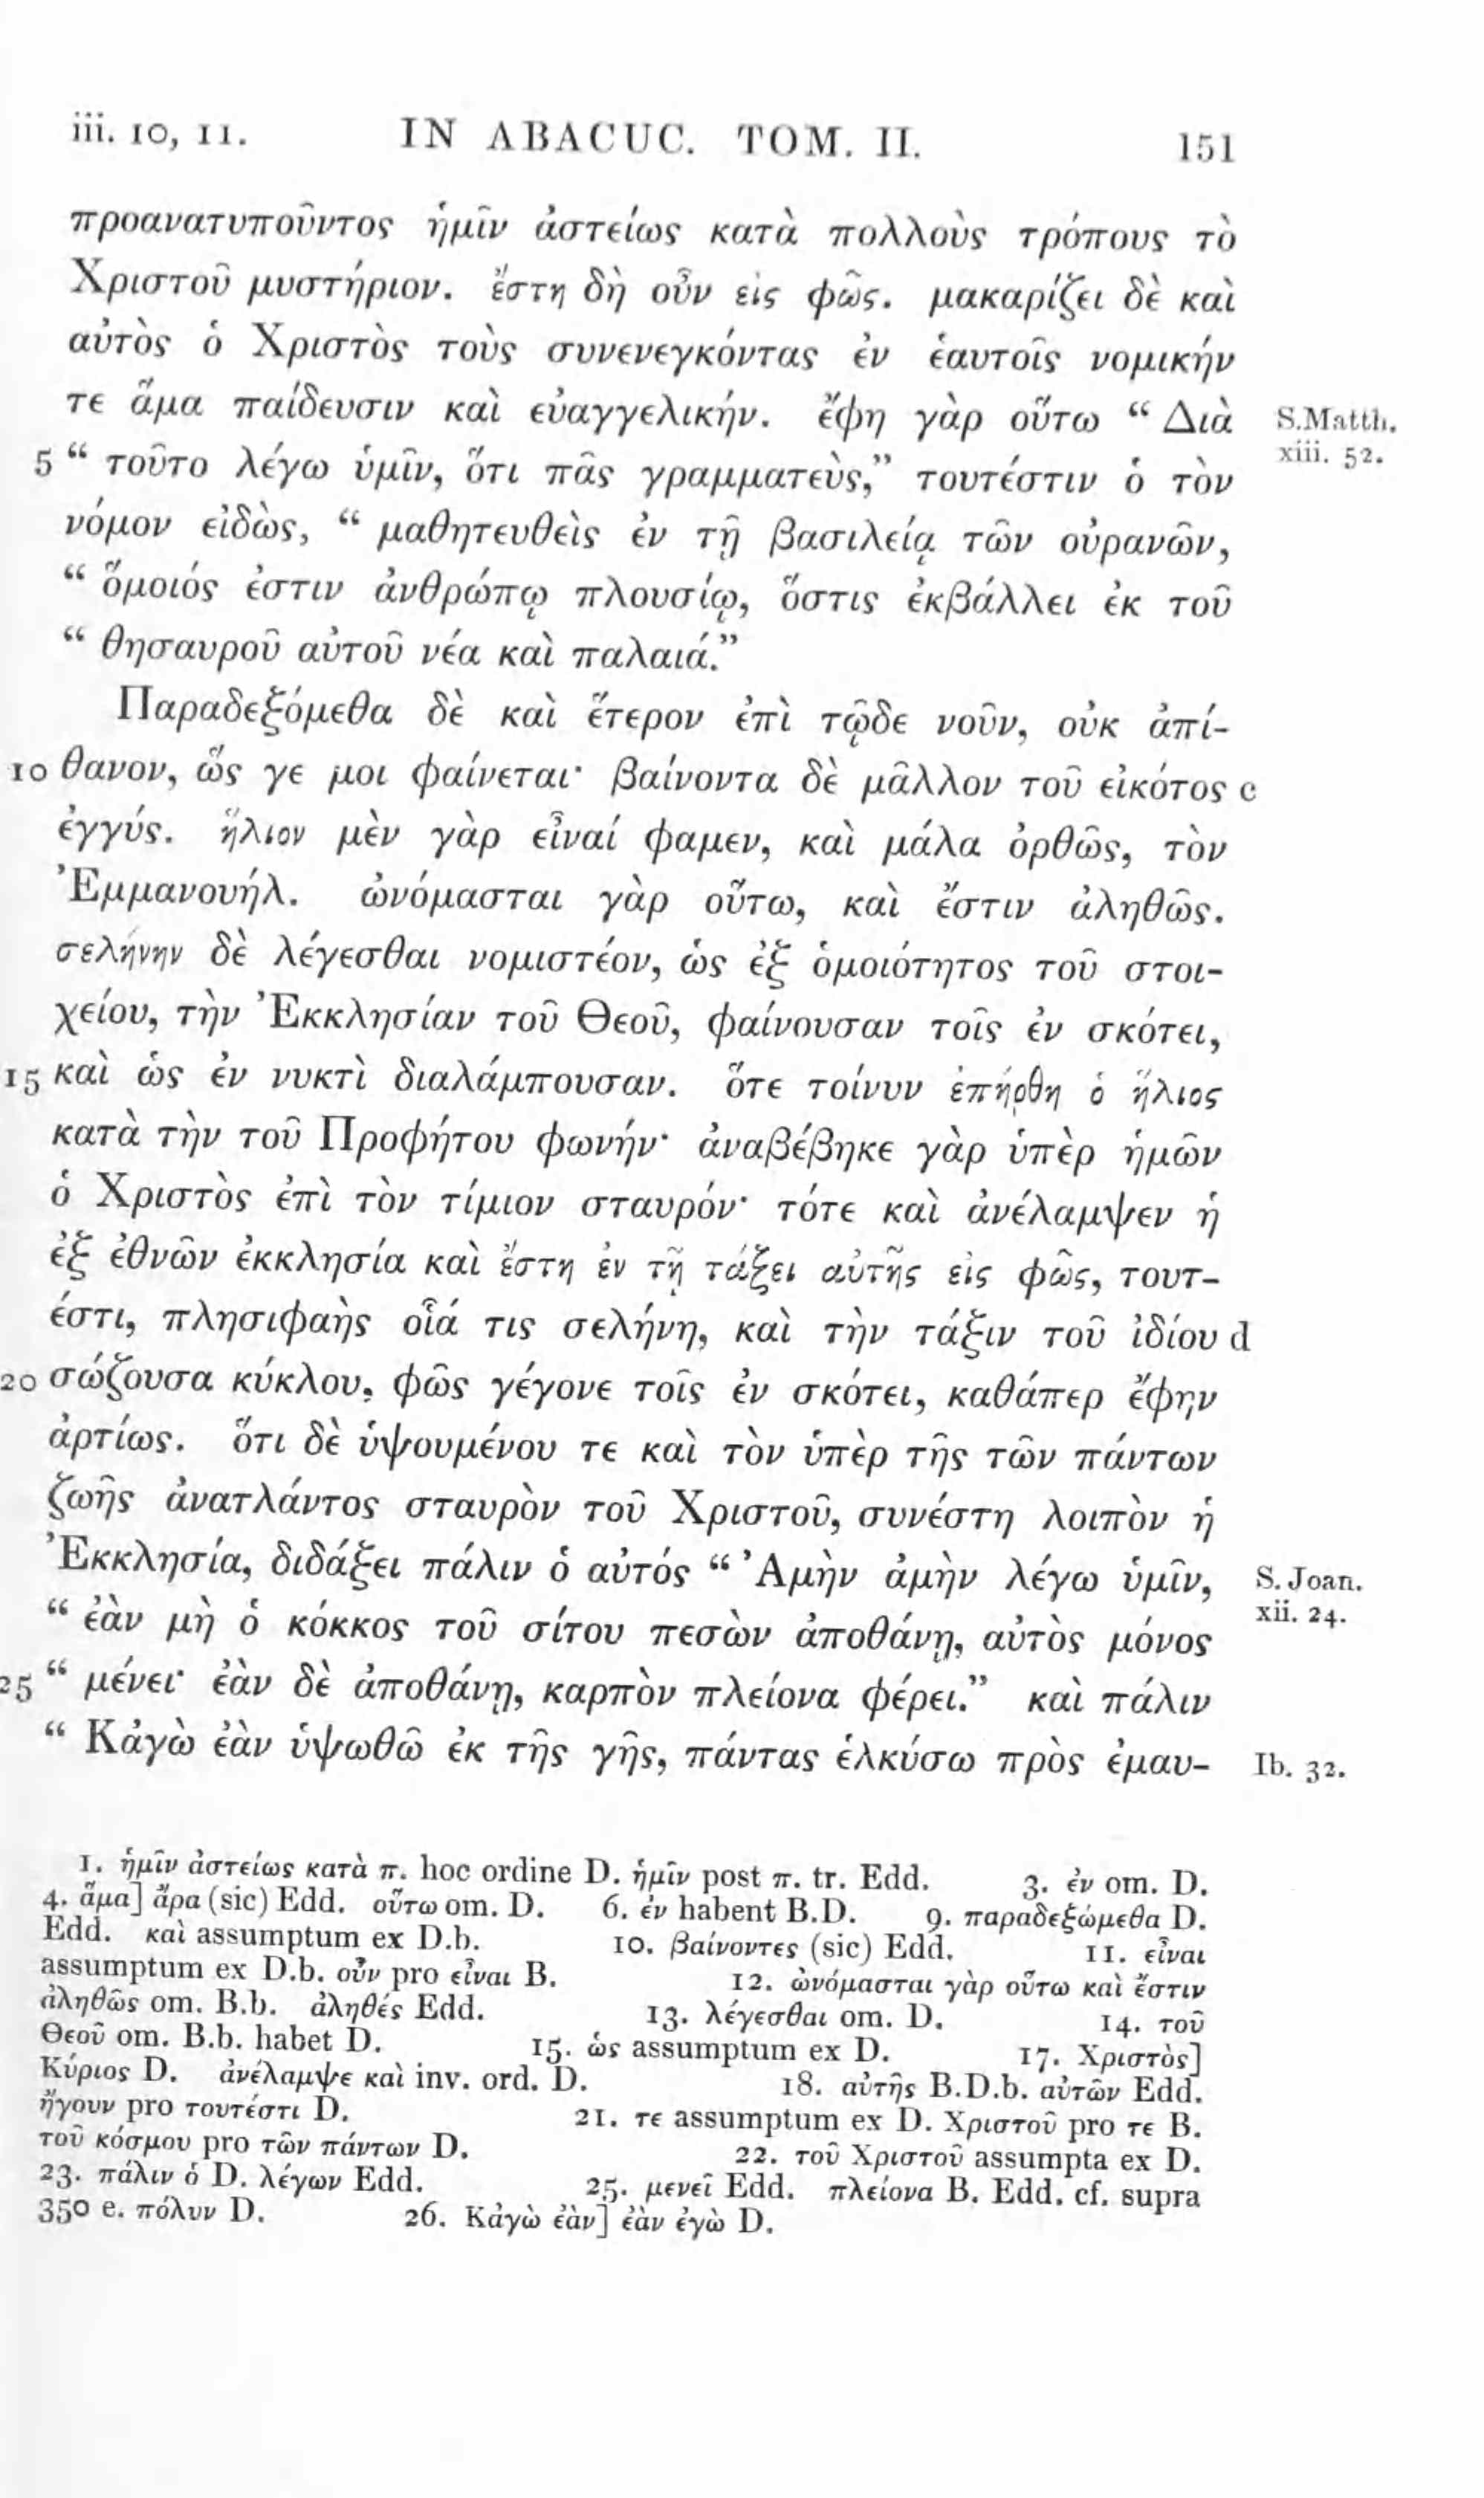 iii. 10, 11. IN ABACUC. TOM. II. 151
προανατυποῦντος ἡμῖν ἀστείως κατὰ πολλοὺς τρόπους τὸ
Χριστοῦ μυστήριον. ἔστη δὴ οὖν εἰς φῶς. μακαρίζει δὲ καὶ
αὐτὸς ὁ Χριστὸς τοὺς συνενεγκόντας ἐν ἑαυτοῖς νομικήν
τε ἅμα παίδευσιν καὶ εὐαγγελικήν. ἔφη γὰρ οὕτω “ Διὰ S.Matth.
5 “ τοῦτο λέγω ὑμῖν, ὅτι πᾶς γραμματεὺς,” τουτέστιν ὁ τὸν xiii. 52.
νόμον εἰδὼς, “ μαθητευθεὶς ἐν τῇ βασιλείᾳ τῶν οὐρανῶν,
“ ὅμοιός ἐστιν ἀνθρώπῳ πλουσίῳ, ὅστις ἐκβάλλει ἐκ τοῦ
“ θησαυροῦ αὐτοῦ νέα καὶ παλαιά.”
Παραδεξόμεθα δὲ καὶ ἕτερον ἐπὶ τῷδε νοῦν, οὐκ ἀπί-
10 θανον, ὥς γε μοι φαίνεται· βαίνοντα δὲ μᾶλλον τοῦ εἰκότος c
ἐγγύς. ἥλιον μὲν γὰρ εἶναί φαμεν, καὶ μάλα ὀρθῶς, τὸν
Ἐμμανουήλ. ὠνόμασται γὰρ οὕτω, καὶ ἔστιν ἀληθῶς.
σελήνην δὲ λέγεσθαι νομιστέον, ὡς ἐξ ὁμοιότητος τοῦ στοι-
χείου, τὴν Ἐκκλησίαν τοῦ Θεοῦ, φαίνουσαν τοῖς ἐν σκότει,
15 καὶ ὡς ἐν νυκτὶ διαλάμπουσαν. ὅτε τοίνυν ἐπήρθη ὁ ἥλιος
κατὰ τὴν τοῦ Προφήτου φωνήν· ἀναβέβηκε γὰρ ὑπὲρ ἡμῶν
ὁ Χριστὸς ἐπὶ τὸν τίμιον σταυρόν· τότε καὶ ἀνέλαμψεν ἡ
ἐξ ἐθνῶν ἐκκλησία καὶ ἔστη ἐν τῇ τάξει αὐτῆς εἰς φῶς, τουτ-
έστι, πλησιφαὴς οἷά τις σελήνη, καὶ τὴν τάξιν τοῦ ἰδίου d
20 σώζουσα κύκλου, φῶς γέγονε τοῖς ἐν σκότει, καθάπερ ἔφην
ἀρτίως. ὅτι δὲ ὑψουμένου τε καὶ τὸν ὑπὲρ τῆς τῶν πάντων
ζωῆς ἀνατλάντος σταυρὸν τοῦ Χριστοῦ, συνέστη λοιπὸν ἡ
Ἐκκλησία, διδάξει πάλιν ὁ αὐτός “ Ἀμὴν ἀμὴν λέγω ὑμῖν, S. Joan.
“ ἐὰν μὴ ὁ κόκκος τοῦ σίτου πεσὼν ἀποθάνῃ, αὐτὸς μόνος xii. 24.
25 “ μένει· ἐὰν δὲ ἀποθάνῃ, καρπὸν πλείονα φέρει.” καὶ πάλιν
“ Κἀγὼ ἐὰν ὑψωθῶ ἐκ τῆς γῆς, πάντας ἑλκύσω πρὸς ἐμαυ- Ib. 32.
1. ἡμῖν ἀστείως κατὰ π. hoc ordine D. ἡμῖν post π. tr. Edd. 3. ἐν om. D.
4. ἅμα] ἄρα (sic) Edd. οὕτω om. D. 6. ἐν habent B.D. 9. παραδεξώμεθα D.
Edd. καὶ assumptum ex D.b. 10. βαίνοντες (sic) Edd. 11. εἶναι
assumptum ex D.b. οὖν pro εἶναι B. 12. ὠνόμασται γὰρ οὕτω καὶ ἔστιν
ἀληθῶς om. B.b. ἀληθές Edd. 13. λέγεσθαι om. D. 14. τοῦ
Θεοῦ om. B.b. habet D. 15. ὡς assumptum ex D. 17. Χριστὸς]
Κύριος D. ἀνέλαμψε καὶ inv. ord. D. 18. αὐτῆς B.D.b. αὐτῶν Edd.
ἤγουν pro τουτέστι D. 21. τε assumptum ex D. Χριστοῦ pro τε B.
τοῦ κόσμου pro τῶν πάντων D. 22. τοῦ Χριστοῦ assumpta ex D.
23. πάλιν ὁ D. λέγων Edd. 25. μενεῖ Edd. πλείονα B. Edd. cf. supra
350 e. πόλυν D. 26. Κἀγὼ ἐὰν] ἐὰν ἐγὼ D.